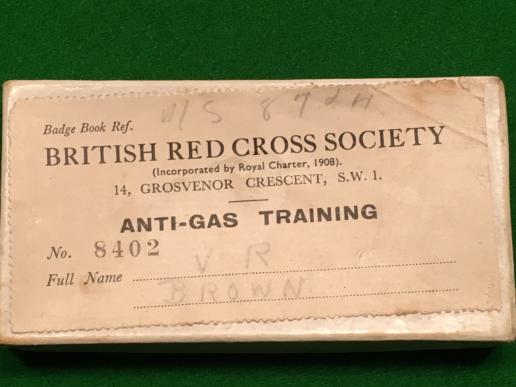 Badge Book Ref.
BRITISH RED CROSS SOCIETY
(Incorporated by Royal Charter, 1908).
14, GROSVENOR CRESCENT, S.W. 1.
ANTI-GAS TRAINING
No. 8402
Full Name V R
BROWN